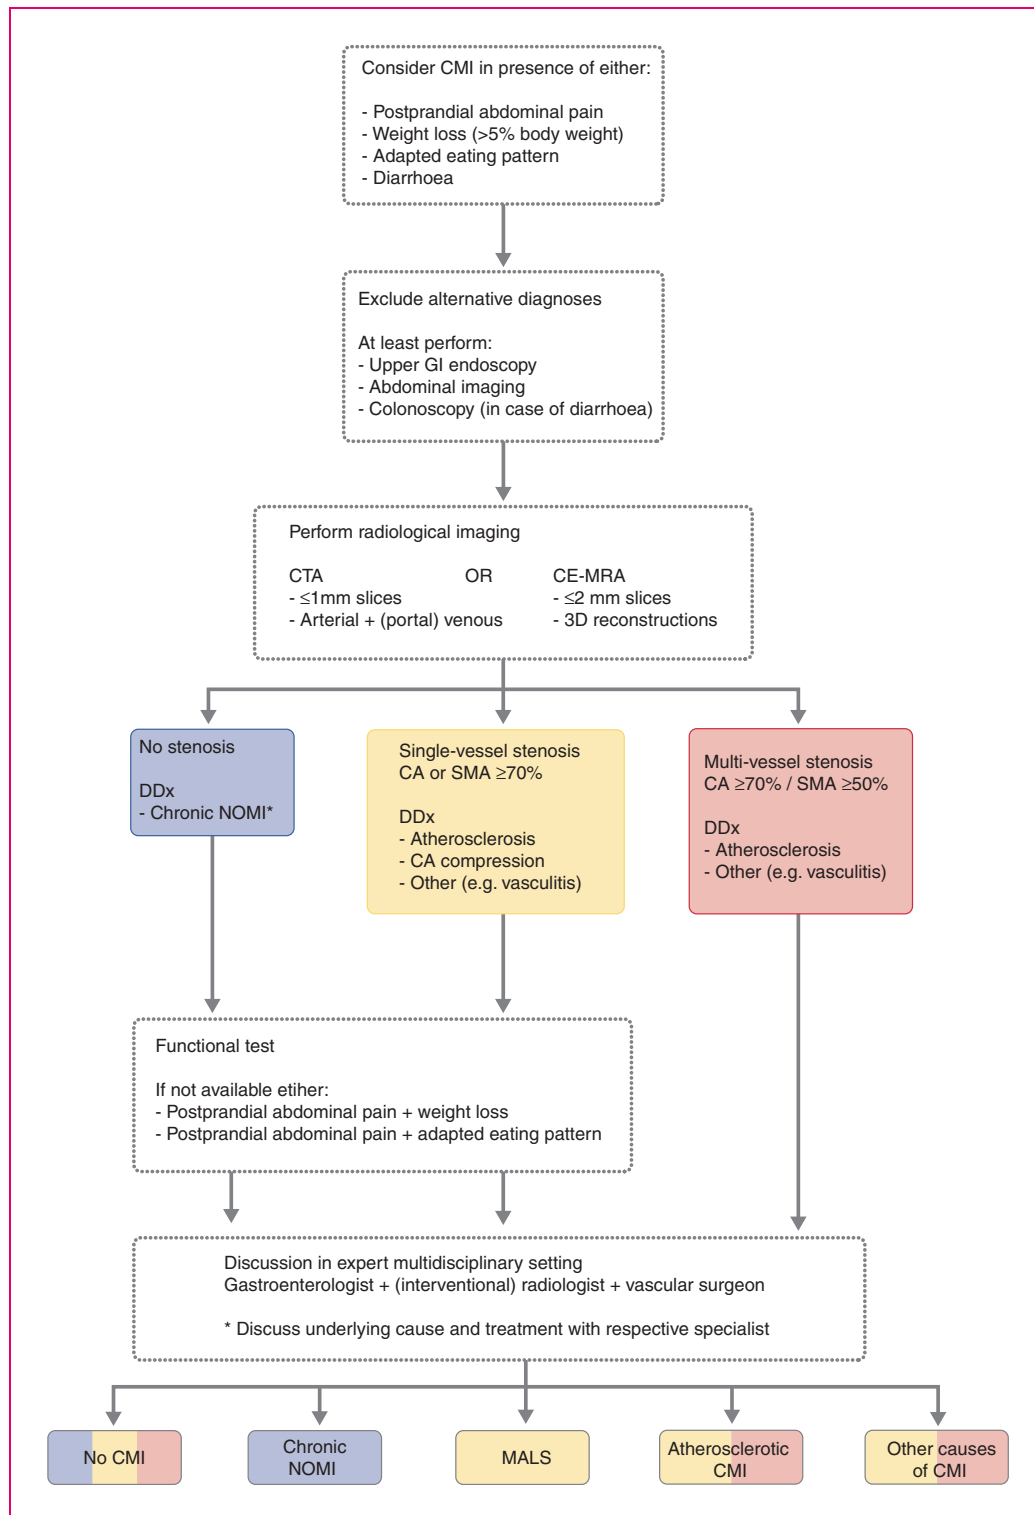 Consider CMI in presence of either:
- Postprandial abdominal pain
- Weight loss (>5% body weight)
- Adapted eating pattern
- Diarrhoea
Exclude alternative diagnoses
At least perform:
- Upper GI endoscopy
- Abdominal imaging
- Colonoscopy (in case of diarrhoea)
Perform radiological imaging
CTA OR CE-MRA
- ≤1mm slices - ≤2 mm slices
- Arterial + (portal) venous - 3D reconstructions
No stenosis
DDx
- Chronic NOMI*
Single-vessel stenosis
CA or SMA ≥70%
DDx
- Atherosclerosis
- CA compression
- Other (e.g. vasculitis)
Multi-vessel stenosis
CA ≥70% / SMA ≥50%
DDx
- Atherosclerosis
- Other (e.g. vasculitis)
Functional test
If not available etiher:
- Postprandial abdominal pain + weight loss
- Postprandial abdominal pain + adapted eating pattern
Discussion in expert multidisciplinary setting
Gastroenterologist + (interventional) radiologist + vascular surgeon
* Discuss underlying cause and treatment with respective specialist
No CMI
Chronic
NOMI
MALS
Atherosclerotic
CMI
Other causes
of CMI